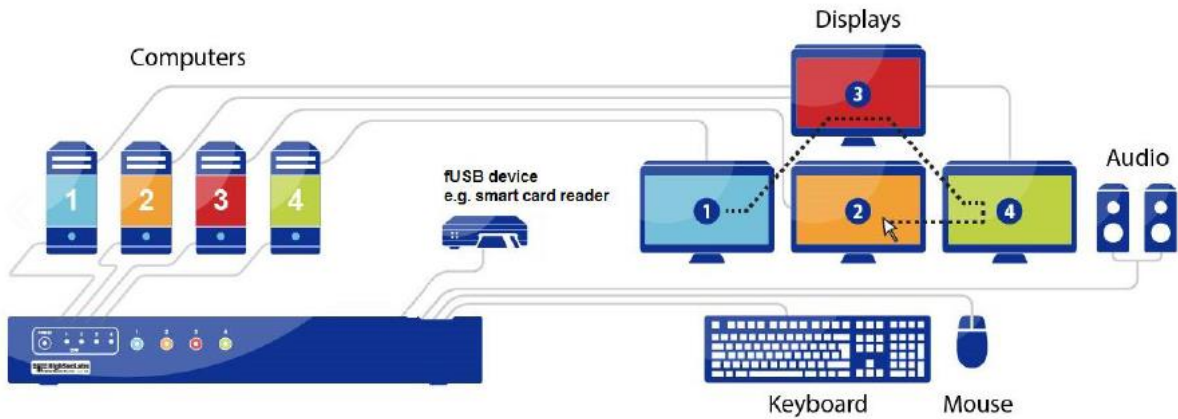 Displays
Computers
3
1 2 3 4
fUSB device
e.g. smart card reader
1 2 4
Audio
1 2 3 4
HighSecLabs
Keyboard
Mouse